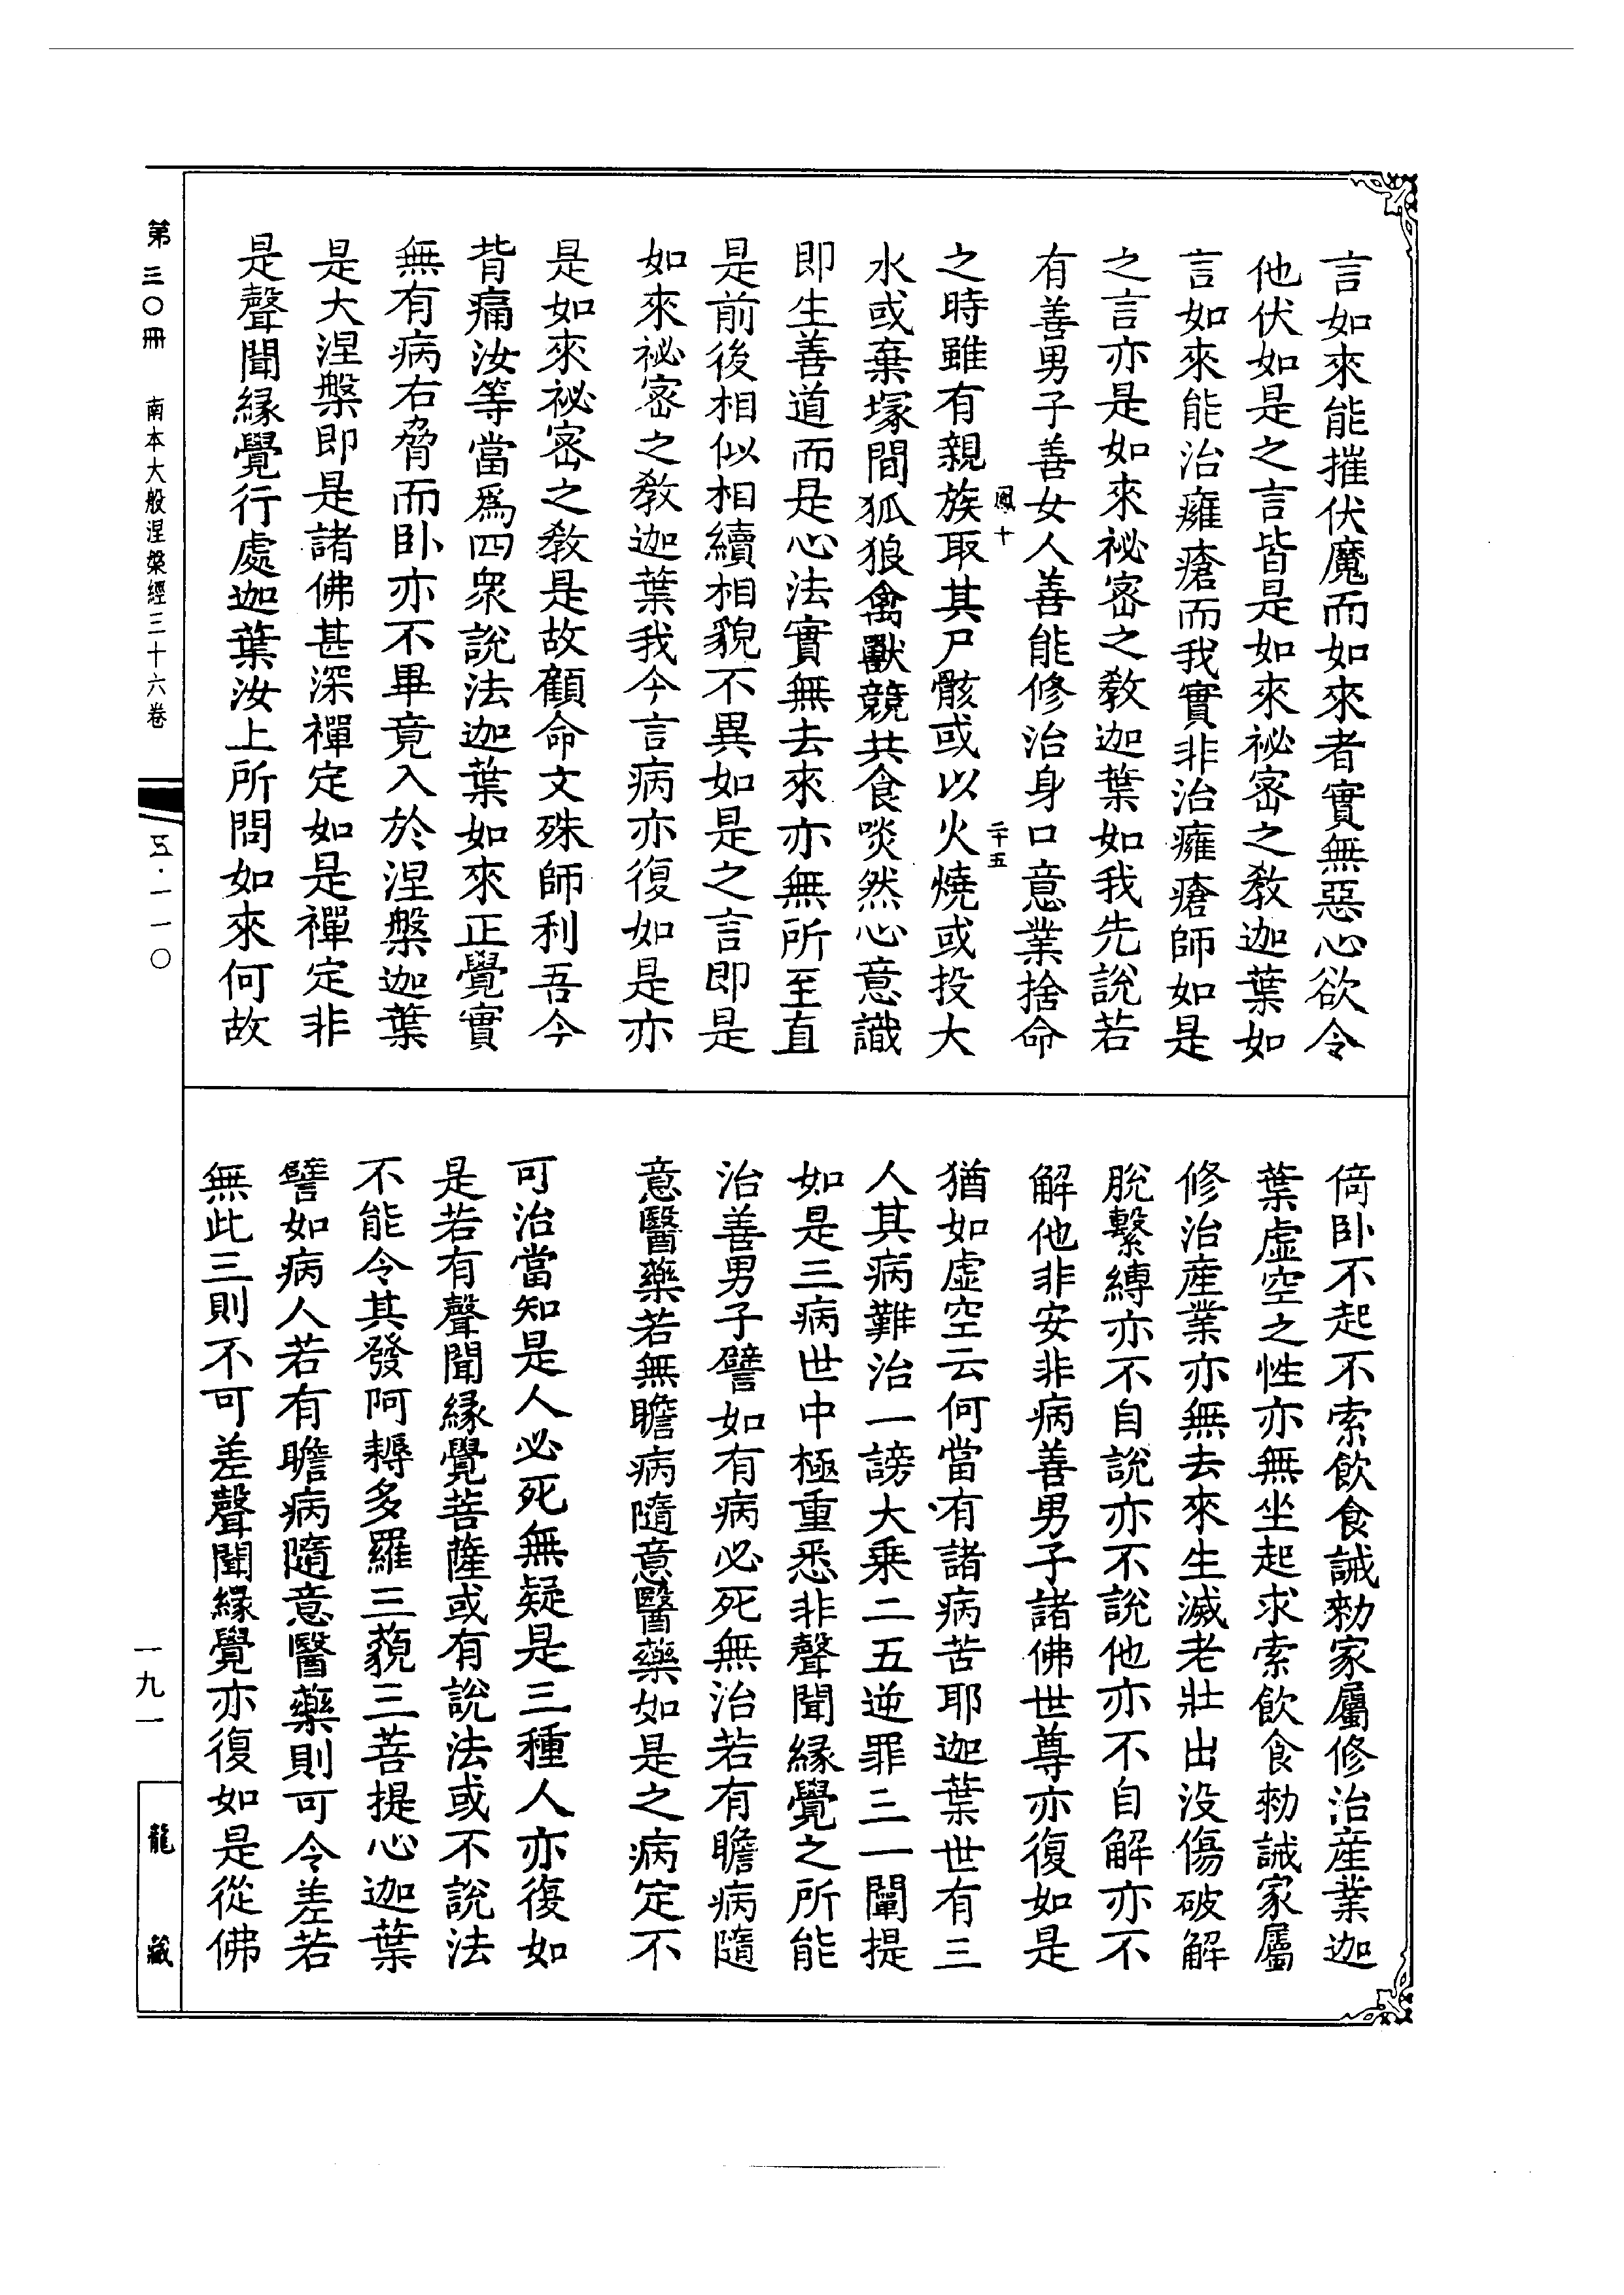 言如來能摧伏魔而如來者實無惡心欲令
他伏如是之言皆是如來祕密之教迦葉如
言如來能治癰瘡而我實非治癰瘡師如是
之言亦是如來祕密之教迦葉如我先說若
有善男子善女人善能修治身口意業捨命
鳳十
二十五
之時雖有親族取其尸骸或以火燒或投大
水或棄塚間狐狼禽獸競共食啖然心意識
即生善道而是心法實無去來亦無所至直
是前後相似相續相貌不異如是之言即是
如來祕密之教迦葉我今言病亦復如是亦
是如來祕密之教是故顧命文殊師利吾今
背痛汝等當爲四衆說法迦葉如來正覺實
無有病右脅而卧亦不畢竟入於涅槃迦葉
是大涅槃即是諸佛甚深禪定如是禪定非
是聲聞緣覺行處迦葉汝上所問如來何故
倚卧不起不索飲食誡勑家屬修治産業迦
葉虛空之性亦無坐起求索飲食勑誡家屬
修治産業亦無去來生滅老壯出沒傷破解
脫繫縛亦不自說亦不說他亦不自解亦不
解他非安非病善男子諸佛世尊亦復如是
猶如虛空云何當有諸病苦耶迦葉世有三
人其病難治一謗大乘二五逆罪三一闡提
如是三病世中極重悉非聲聞緣覺之所能
治善男子譬如有病必死無治若有瞻病隨
意醫藥若無瞻病隨意醫藥如是之病定不
可治當知是人必死無疑是三種人亦復如
是若有聲聞緣覺菩薩或有說法或不說法
不能令其發阿耨多羅三藐三菩提心迦葉
譬如病人若有瞻病隨意醫藥則可令差若
無此三則不可差聲聞緣覺亦復如是從佛
第三〇冊 南本大般涅槃經三十六卷
五·一一〇
一九一
龍藏